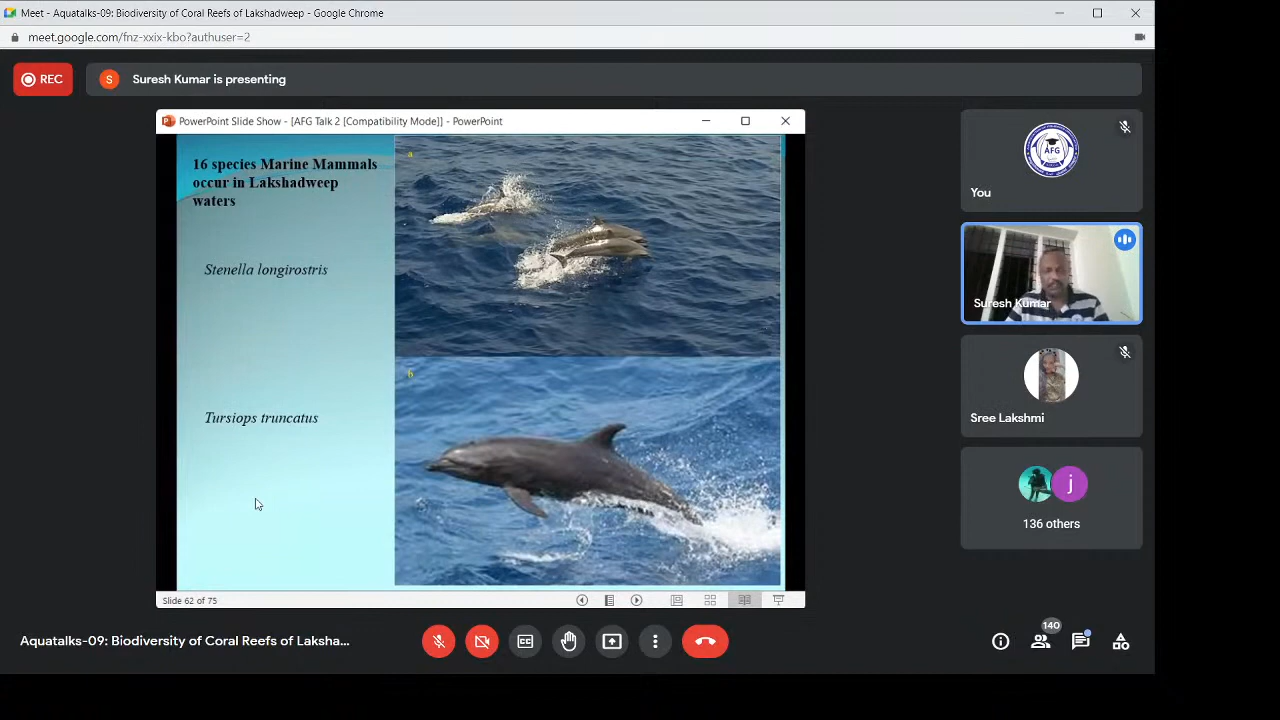 Meet - Aquatalks-09: Biodiversity of Coral Reefs of Lakshadweep - Google Chrome
meet.google.com/fnz-xxix-kbo?authuser=2
REC
S
Suresh Kumar is presenting
PowerPoint Slide Show - [AFG Talk 2 [Compatibility Mode]] - PowerPoint
16 species Marine Mammals
occur in Lakshadweep
waters
a
Stenella longirostris
b
Tursiops truncatus
Slide 62 of 75
AFG
You
Suresh Kumar
Sree Lakshmi
j
136 others
Aquatalks-09: Biodiversity of Coral Reefs of Laksha...
CC
140